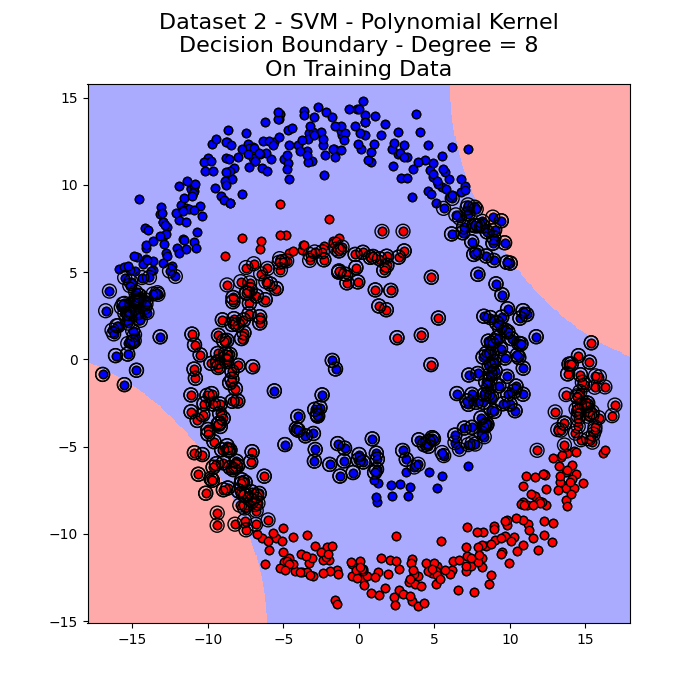 Dataset 2 - SVM - Polynomial Kernel
Decision Boundary - Degree = 8
On Training Data
15
10
5
0
−5
−10
−15
−15 −10 −5 0 5 10 15